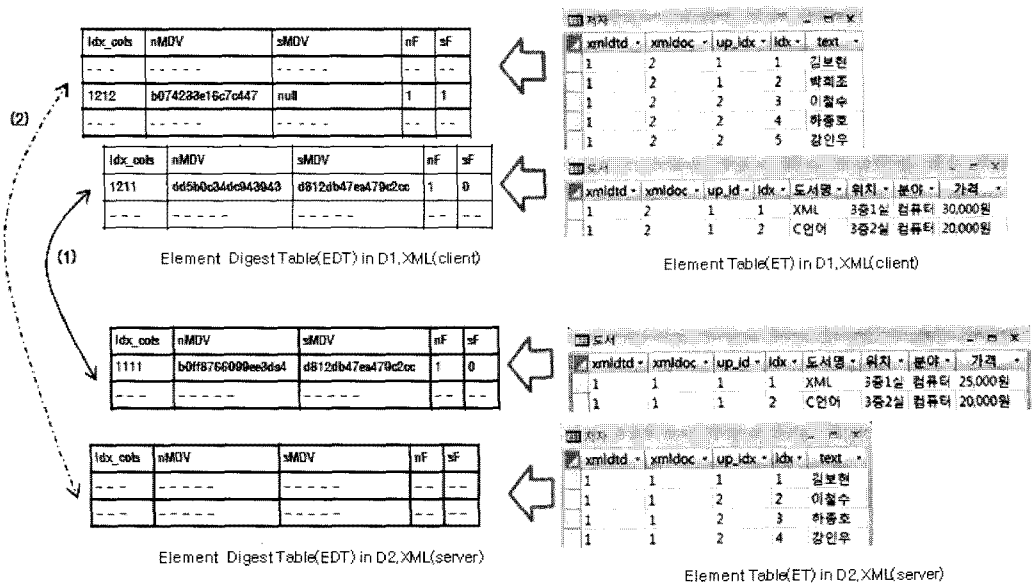 Idx_cols nMDV sMDV nF sF
--- ------ ------ -- --
1212 b074233e16c7c447 null 1 1
--- ------ ------ -- --
(2)
저자
xmldtd xmldoc up_idx idx text
1 2 1 1 김보현
1 2 1 2 박희조
1 2 2 3 이철수
1 2 2 4 하종호
1 2 2 5 강인우
Idx_cols nMDV sMDV nF sF
1211 dd5b0c34dc943943 d812db47ea479c2cc 1 0
--- ------ ------ -- --
도서
xmldtd xmldoc up_id idx 도서명 위치 분야 가격
1 2 1 1 XML 3층1실 컴퓨터 30,000원
1 2 1 2 C언어 3층2실 컴퓨터 20,000원
(1)
Element Digest Table(EDT) in D1,XML(client)
Element Table(ET) in D1,XML(client)
Idx_cols nMDV sMDV nF sF
1111 b0ff8766099ee3da4 d812db47ea479c2cc 1 0
--- ------ ------ -- --
도서
xmldtd xmldoc up_id idx 도서명 위치 분야 가격
1 1 1 1 XML 3층1실 컴퓨터 25,000원
1 1 1 2 C언어 3층2실 컴퓨터 20,000원
Idx_cols nMDV sMDV nF sF
--- ------ ------ -- --
--- ------ ------ -- --
저자
xmldtd xmldoc up_idx idx text
1 1 1 1 김보현
1 1 2 2 이철수
1 1 2 3 하종호
1 1 2 4 강인우
Element Digest Table(EDT) in D2,XML(server)
Element Table(ET) in D2,XML(server)